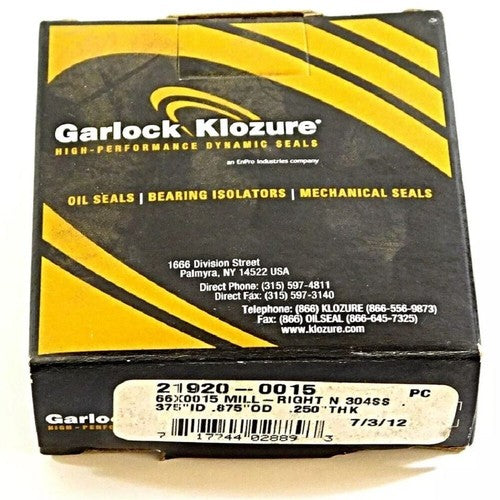 Garlock Klozure®
HIGH-PERFORMANCE DYNAMIC SEALS
an EnPro Industries company
OIL SEALS | BEARING ISOLATORS | MECHANICAL SEALS
1666 Division Street
Palmyra, NY 14522 USA
Direct Phone: (315) 597-4811
Direct Fax: (315) 597-3140
Telephone: (866) KLOZURE (866-556-9873)
Fax: (866) OILSEAL (866-645-7325)
www.klozure.com
21920-0015 PC
66X0015 MILL-RIGHT N 304SS .
375"ID .875"OD .250"THK
7/3/12
7 17744 02889 3
Garlock
HIGH-PERFORM